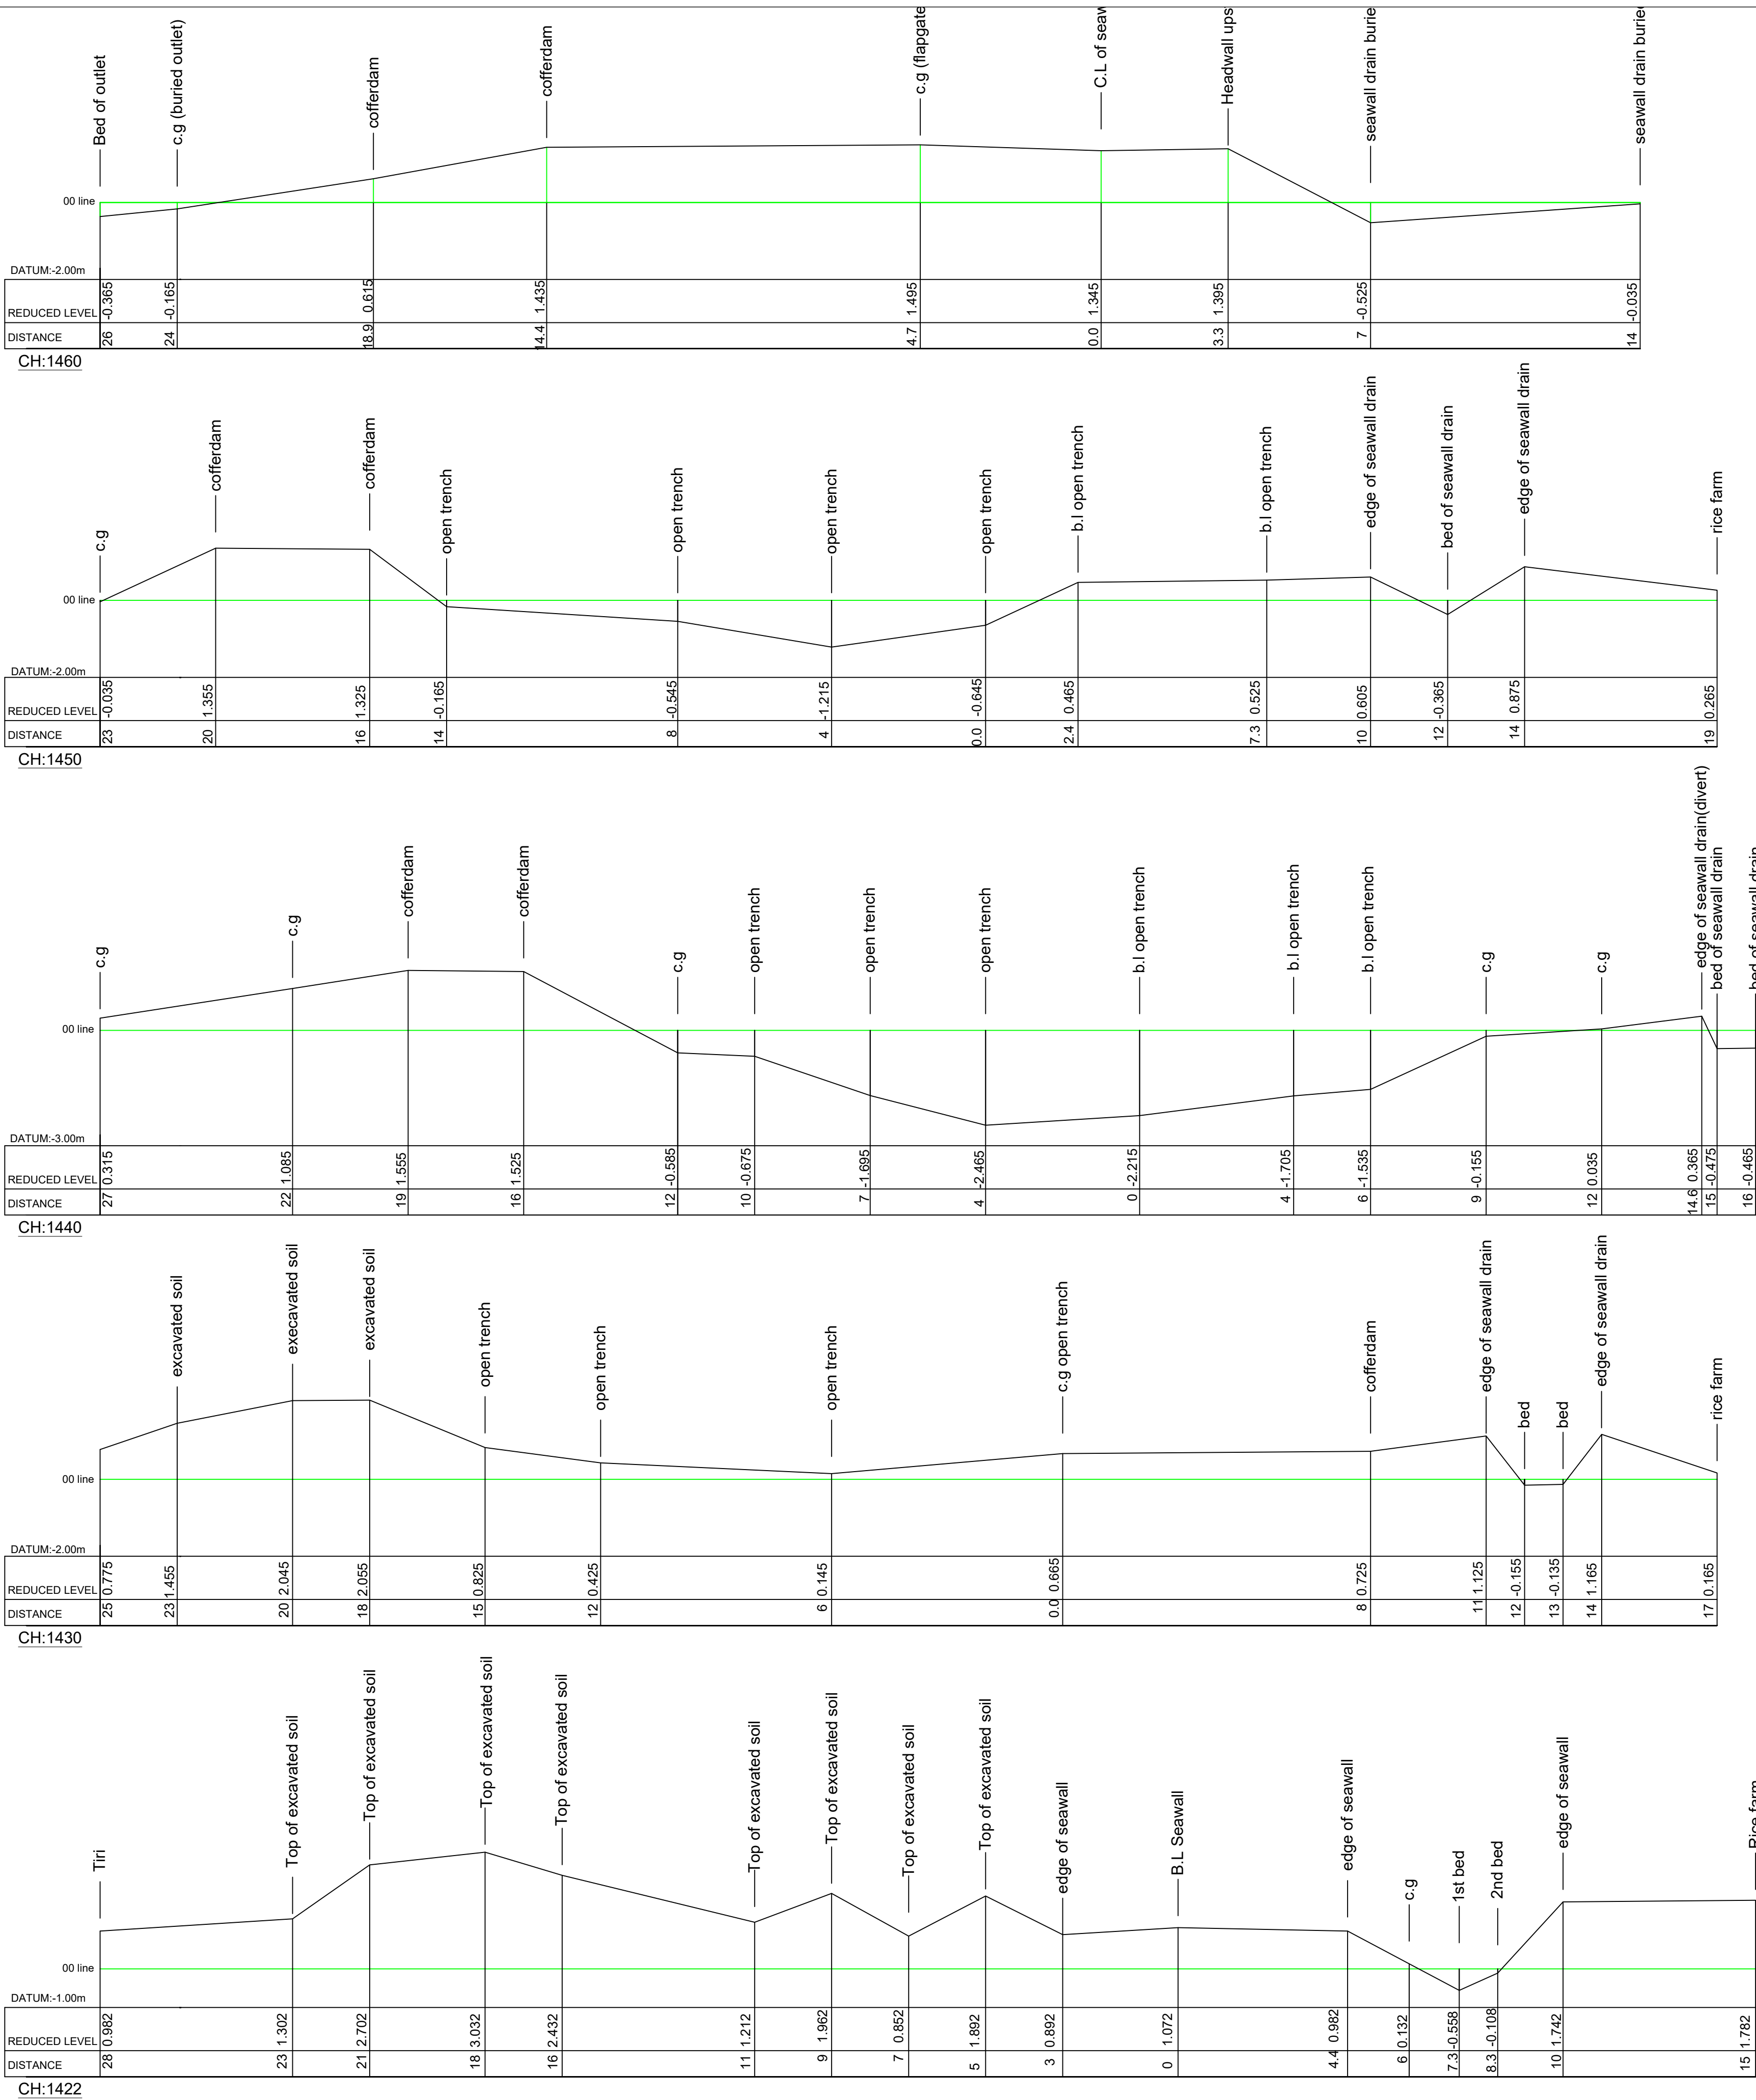 Bed of outlet
c.g (buried outlet)
cofferdam
cofferdam
c.g (flapgate
C.L of seaw
Headwall ups
seawall drain buried
seawall drain buried
00 line
DATUM:-2.00m
REDUCED LEVEL -0.365 -0.165 0.615 1.435 1.495 1.345 1.395 -0.525 -0.035
DISTANCE 26 24 18.9 14.4 4.7 0.0 3.3 7 14
CH:1460
c.g
cofferdam
cofferdam
open trench
open trench
open trench
open trench
b.l open trench
b.l open trench
edge of seawall drain
bed of seawall drain
edge of seawall drain
rice farm
00 line
DATUM:-2.00m
REDUCED LEVEL -0.035 1.355 1.325 -0.165 -0.545 -1.215 -0.645 0.465 0.525 0.605 -0.365 0.875 0.265
DISTANCE 23 20 16 14 8 4 0.0 2.4 7.3 10 12 14 19
CH:1450
c.g
c.g
cofferdam
cofferdam
c.g
open trench
open trench
open trench
b.l open trench
b.l open trench
b.l open trench
c.g
c.g
edge of seawall drain(divert)
bed of seawall drain
bed of seawall drain
00 line
DATUM:-3.00m
REDUCED LEVEL 0.315 1.085 1.555 1.525 -0.585 -0.675 -1.695 -2.465 -2.215 -1.705 -1.535 -0.155 0.035 0.365 -0.475 -0.465
DISTANCE 27 22 19 16 12 10 7 4 0 4 6 9 12 14.6 15 16
CH:1440
excavated soil
execavated soil
excavated soil
open trench
open trench
open trench
c.g open trench
cofferdam
edge of seawall drain
bed
bed
edge of seawall drain
rice farm
00 line
DATUM:-2.00m
REDUCED LEVEL 0.775 1.455 2.045 2.055 0.825 0.425 0.145 0.665 0.725 1.125 -0.155 -0.135 1.165 0.165
DISTANCE 25 23 20 18 15 12 6 0.0 8 11 12 13 14 17
CH:1430
Tiri
Top of excavated soil
Top of excavated soil
Top of excavated soil
Top of excavated soil
Top of excavated soil
Top of excavated soil
Top of excavated soil
Top of excavated soil
edge of seawall
B.L Seawall
edge of seawall
c.g
1st bed
2nd bed
edge of seawall
Rice farm
00 line
DATUM:-1.00m
REDUCED LEVEL 0.982 1.302 2.702 3.032 2.432 1.212 1.962 0.852 1.892 0.892 1.072 0.982 0.132 -0.558 -0.108 1.742 1.782
DISTANCE 28 23 21 18 16 11 9 7 5 3 0 4.4 6 7.3 8.3 10 15
CH:1422